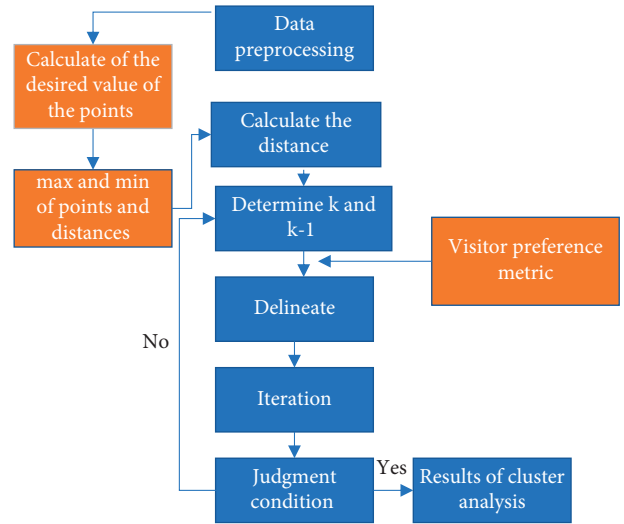 Data
preprocessing
Calculate of the
desired value of
the points
max and min
of points and
distances
Calculate the
distance
Determine k and
k-1
Visitor preference
metric
Delineate
Iteration
No
Judgment
condition
Yes
Results of cluster
analysis